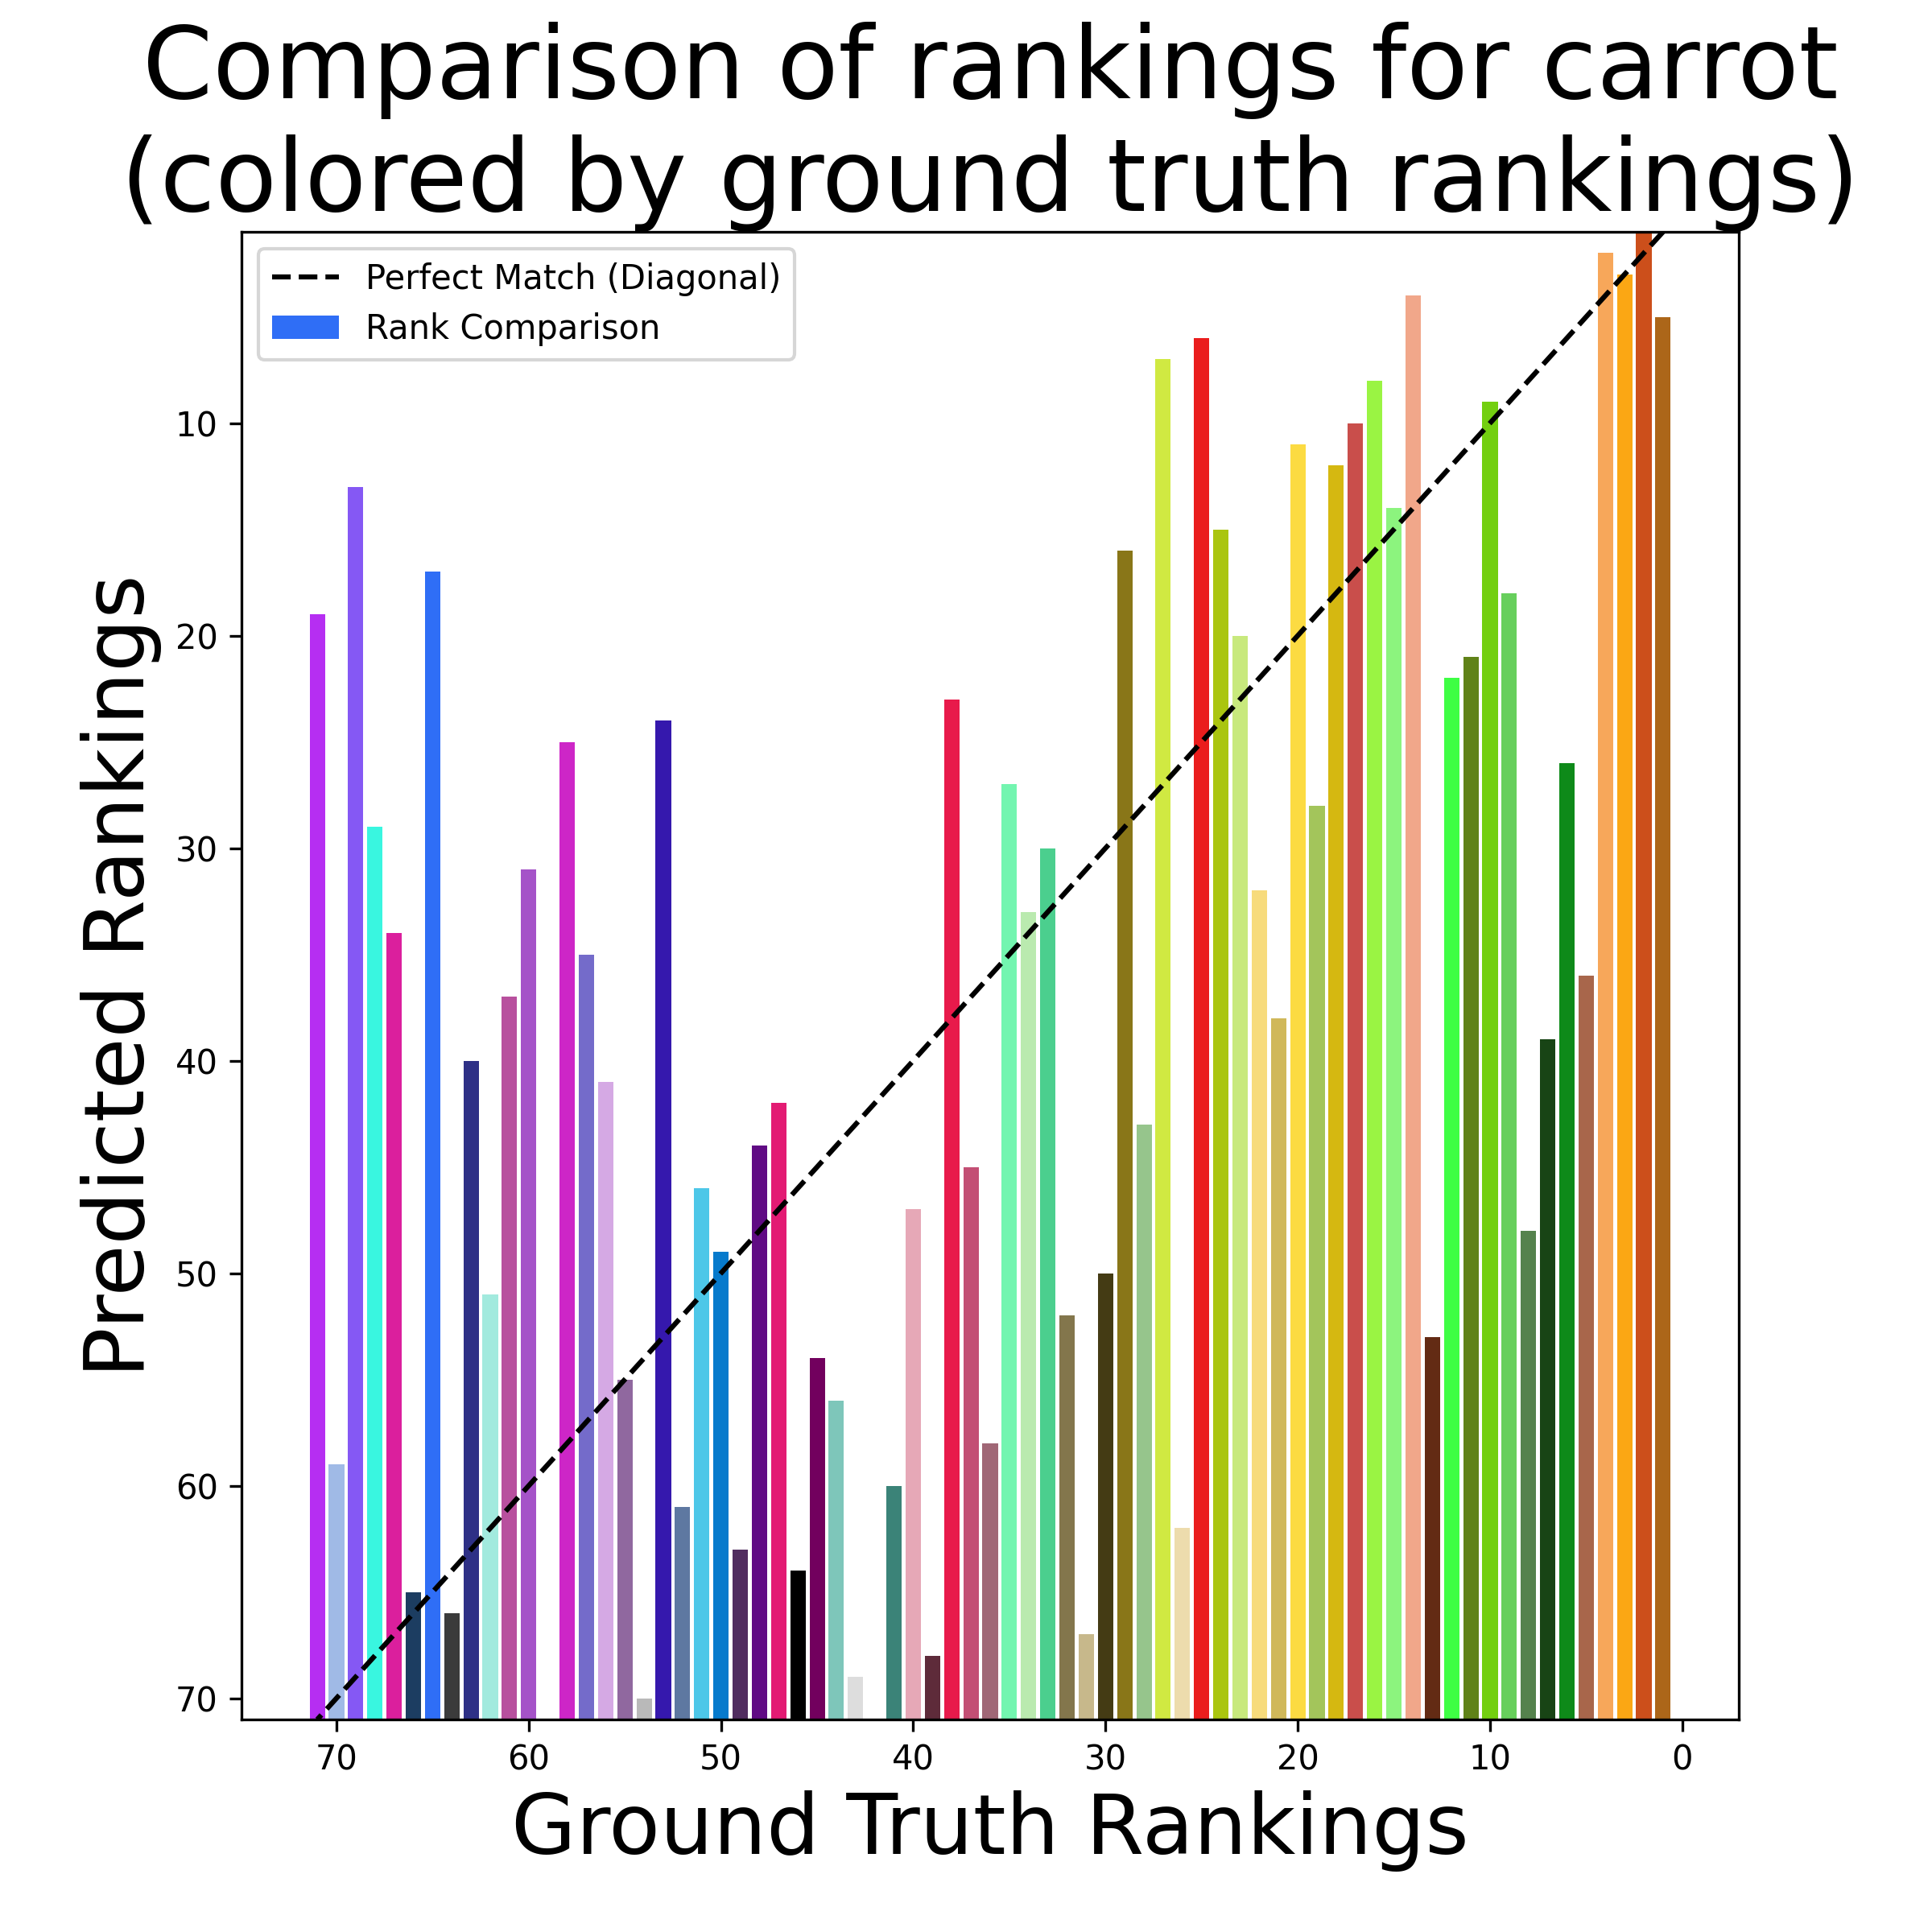 Comparison of rankings for carrot
(colored by ground truth rankings)
Perfect Match (Diagonal)
Rank Comparison
Predicted Rankings
10
20
30
40
50
60
70
70
60
50
40
30
20
10
0
Ground Truth Rankings